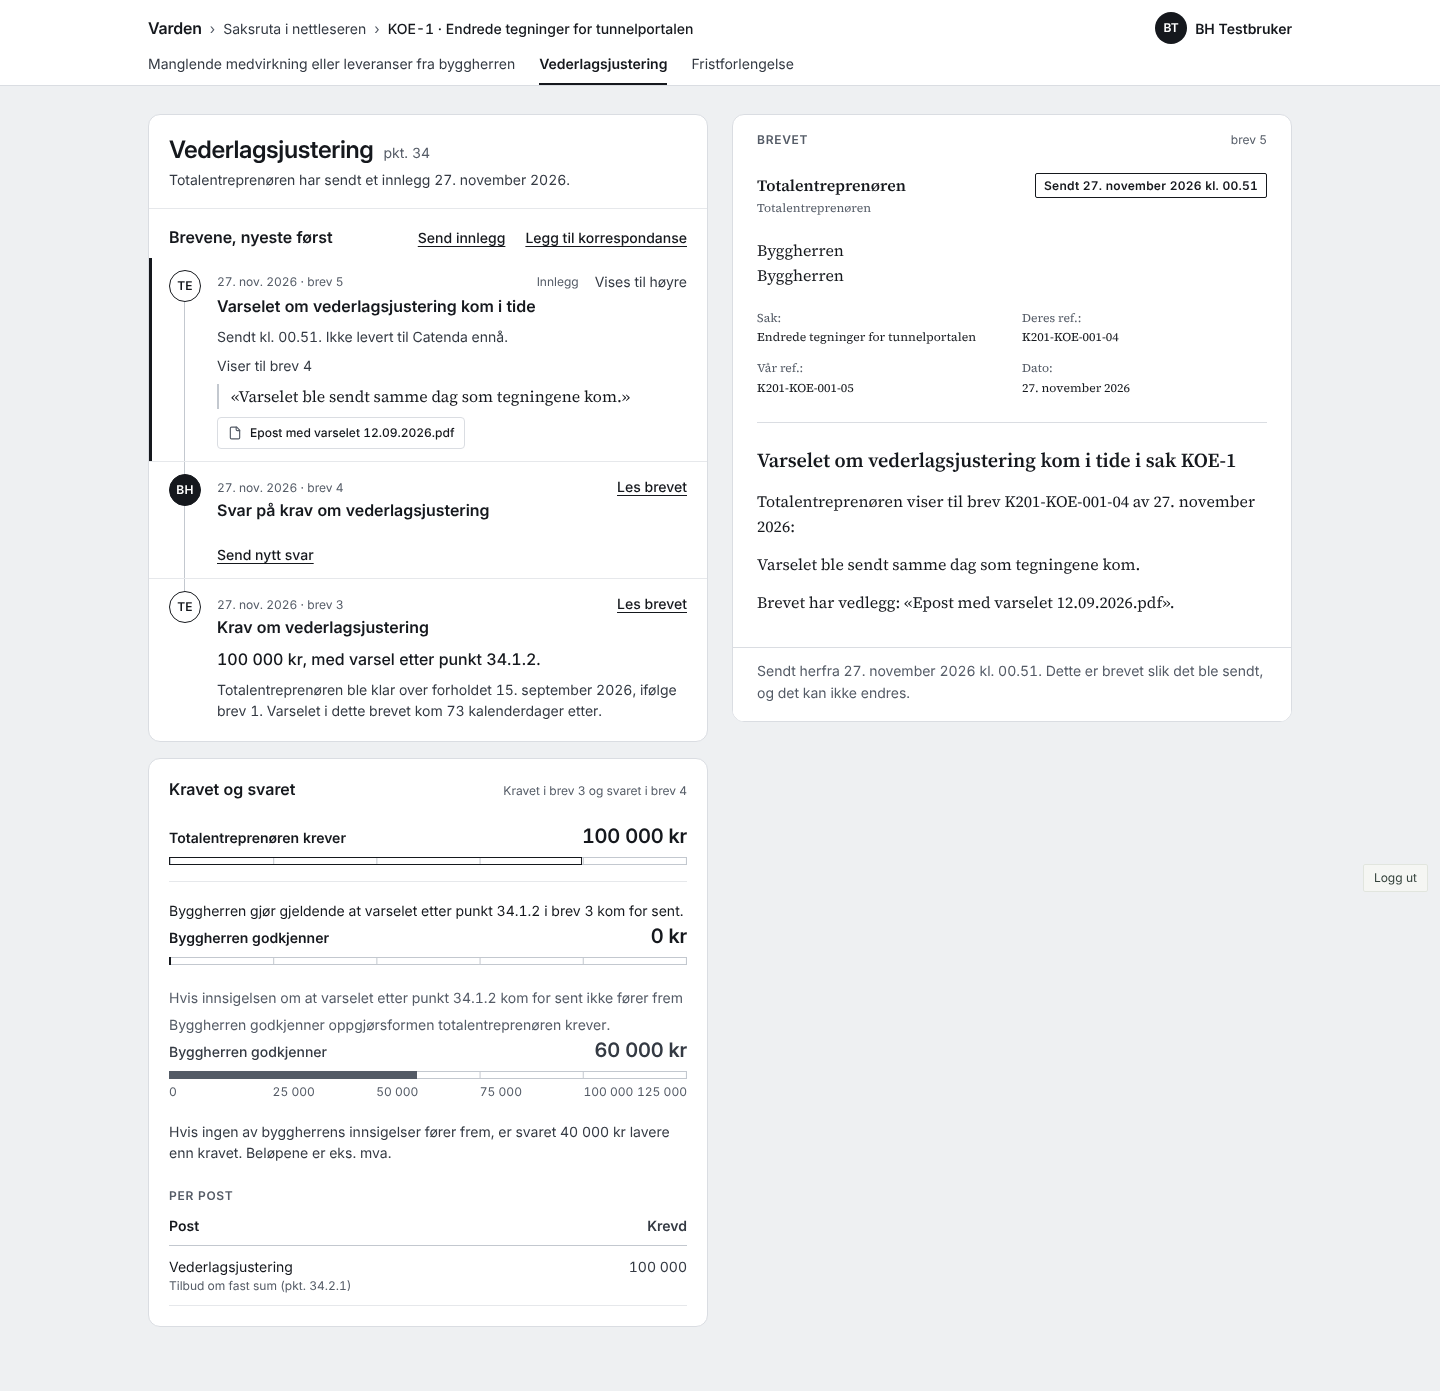 Varden › Saksruta i nettleseren › KOE-1 · Endrede tegninger for tunnelportalen
BT BH Testbruker
Manglende medvirkning eller leveranser fra byggherren Vederlagsjustering Fristforlengelse
Vederlagsjustering pkt. 34
Totalentreprenøren har sendt et innlegg 27. november 2026.
Brevene, nyeste først Send innlegg Legg til korrespondanse
TE 27. nov. 2026 · brev 5 Innlegg Vises til høyre
Varselet om vederlagsjustering kom i tide
Sendt kl. 00.51. Ikke levert til Catenda ennå.
Viser til brev 4
«Varselet ble sendt samme dag som tegningene kom.»
Epost med varselet 12.09.2026.pdf
BH 27. nov. 2026 · brev 4 Les brevet
Svar på krav om vederlagsjustering
Send nytt svar
TE 27. nov. 2026 · brev 3 Les brevet
Krav om vederlagsjustering
100 000 kr, med varsel etter punkt 34.1.2.
Totalentreprenøren ble klar over forholdet 15. september 2026, ifølge
brev 1. Varselet i dette brevet kom 73 kalenderdager etter.
Kravet og svaret Kravet i brev 3 og svaret i brev 4
Totalentreprenøren krever 100 000 kr
Byggherren gjør gjeldende at varselet etter punkt 34.1.2 i brev 3 kom for sent.
Byggherren godkjenner 0 kr
Hvis innsigelsen om at varselet etter punkt 34.1.2 kom for sent ikke fører frem
Byggherren godkjenner oppgjørsformen totalentreprenøren krever.
Byggherren godkjenner 60 000 kr
0 25 000 50 000 75 000 100 000 125 000
Hvis ingen av byggherrens innsigelser fører frem, er svaret 40 000 kr lavere
enn kravet. Beløpene er eks. mva.
PER POST
Post Krevd
Vederlagsjustering 100 000
Tilbud om fast sum (pkt. 34.2.1)
BREVET brev 5
Totalentreprenøren Sendt 27. november 2026 kl. 00.51
Totalentreprenøren
Byggherren
Byggherren
Sak: Deres ref.:
Endrede tegninger for tunnelportalen K201-KOE-001-04
Vår ref.: Dato:
K201-KOE-001-05 27. november 2026
Varselet om vederlagsjustering kom i tide i sak KOE-1
Totalentreprenøren viser til brev K201-KOE-001-04 av 27. november
2026:
Varselet ble sendt samme dag som tegningene kom.
Brevet har vedlegg: «Epost med varselet 12.09.2026.pdf».
Sendt herfra 27. november 2026 kl. 00.51. Dette er brevet slik det ble sendt,
og det kan ikke endres.
Logg ut